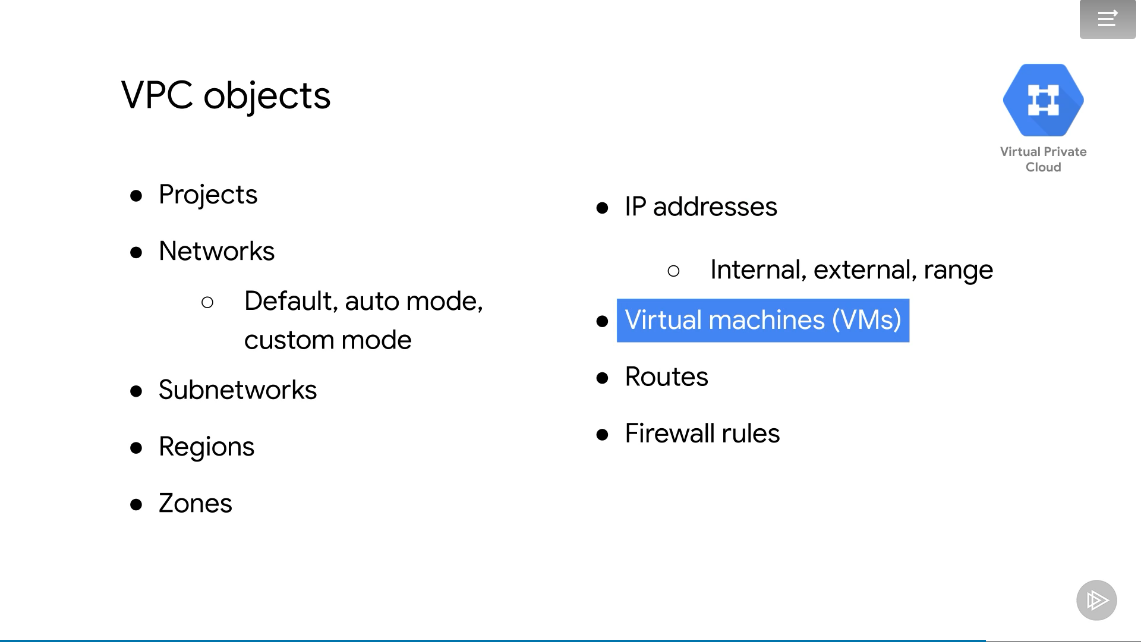 VPC objects
Virtual Private
Cloud
● Projects
● Networks
○ Default, auto mode,
custom mode
● Subnetworks
● Regions
● Zones
● IP addresses
○ Internal, external, range
● Virtual machines (VMs)
● Routes
● Firewall rules